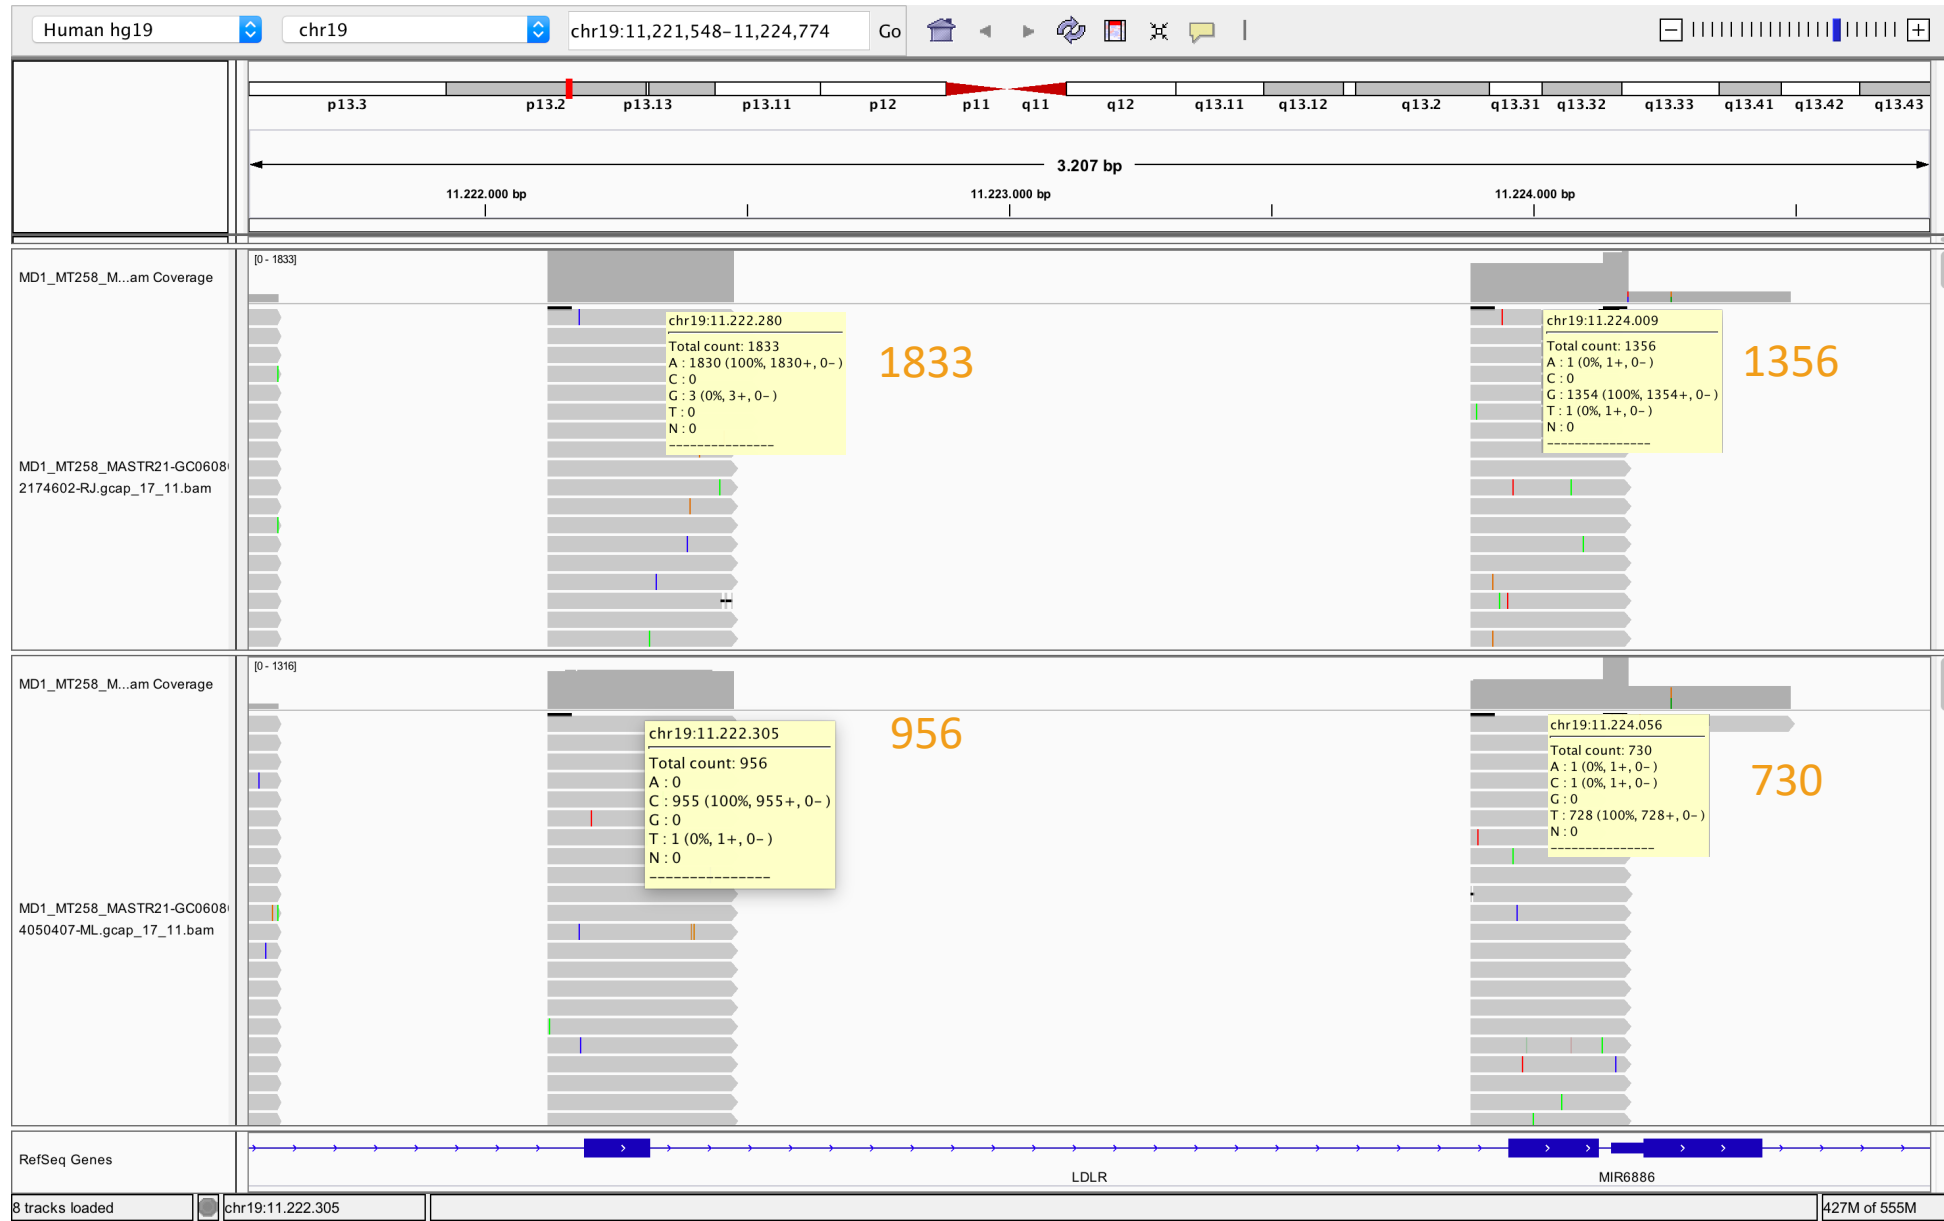 Human hg19 chr19 chr19:11,221,548-11,224,774 Go
p13.3 p13.2 p13.13 p13.11 p12 p11 q11 q12 q13.11 q13.12 q13.2 q13.31 q13.32 q13.33 q13.41 q13.42 q13.43
3.207 bp
11.222.000 bp 11.223.000 bp 11.224.000 bp
[0 - 1833]
MD1_MT258_M...am Coverage
chr19:11.222.280
Total count: 1833
A : 1830 (100%, 1830+, 0-)
C : 0
G : 3 (0%, 3+, 0-)
T : 0
N : 0
---------------
1833
chr19:11.224.009
Total count: 1356
A : 1 (0%, 1+, 0-)
C : 0
G : 1354 (100%, 1354+, 0-)
T : 1 (0%, 1+, 0-)
N : 0
---------------
1356
MD1_MT258_MASTR21-GC0608
2174602-RJ.gcap_17_11.bam
[0 - 1316]
MD1_MT258_M...am Coverage
chr19:11.222.305
Total count: 956
A : 0
C : 955 (100%, 955+, 0-)
G : 0
T : 1 (0%, 1+, 0-)
N : 0
---------------
956
chr19:11.224.056
Total count: 730
A : 1 (0%, 1+, 0-)
C : 1 (0%, 1+, 0-)
G : 0
T : 728 (100%, 728+, 0-)
N : 0
---------------
730
MD1_MT258_MASTR21-GC0608
4050407-ML.gcap_17_11.bam
RefSeq Genes
LDLR MIR6886
8 tracks loaded chr19:11.222.305 427M of 555M